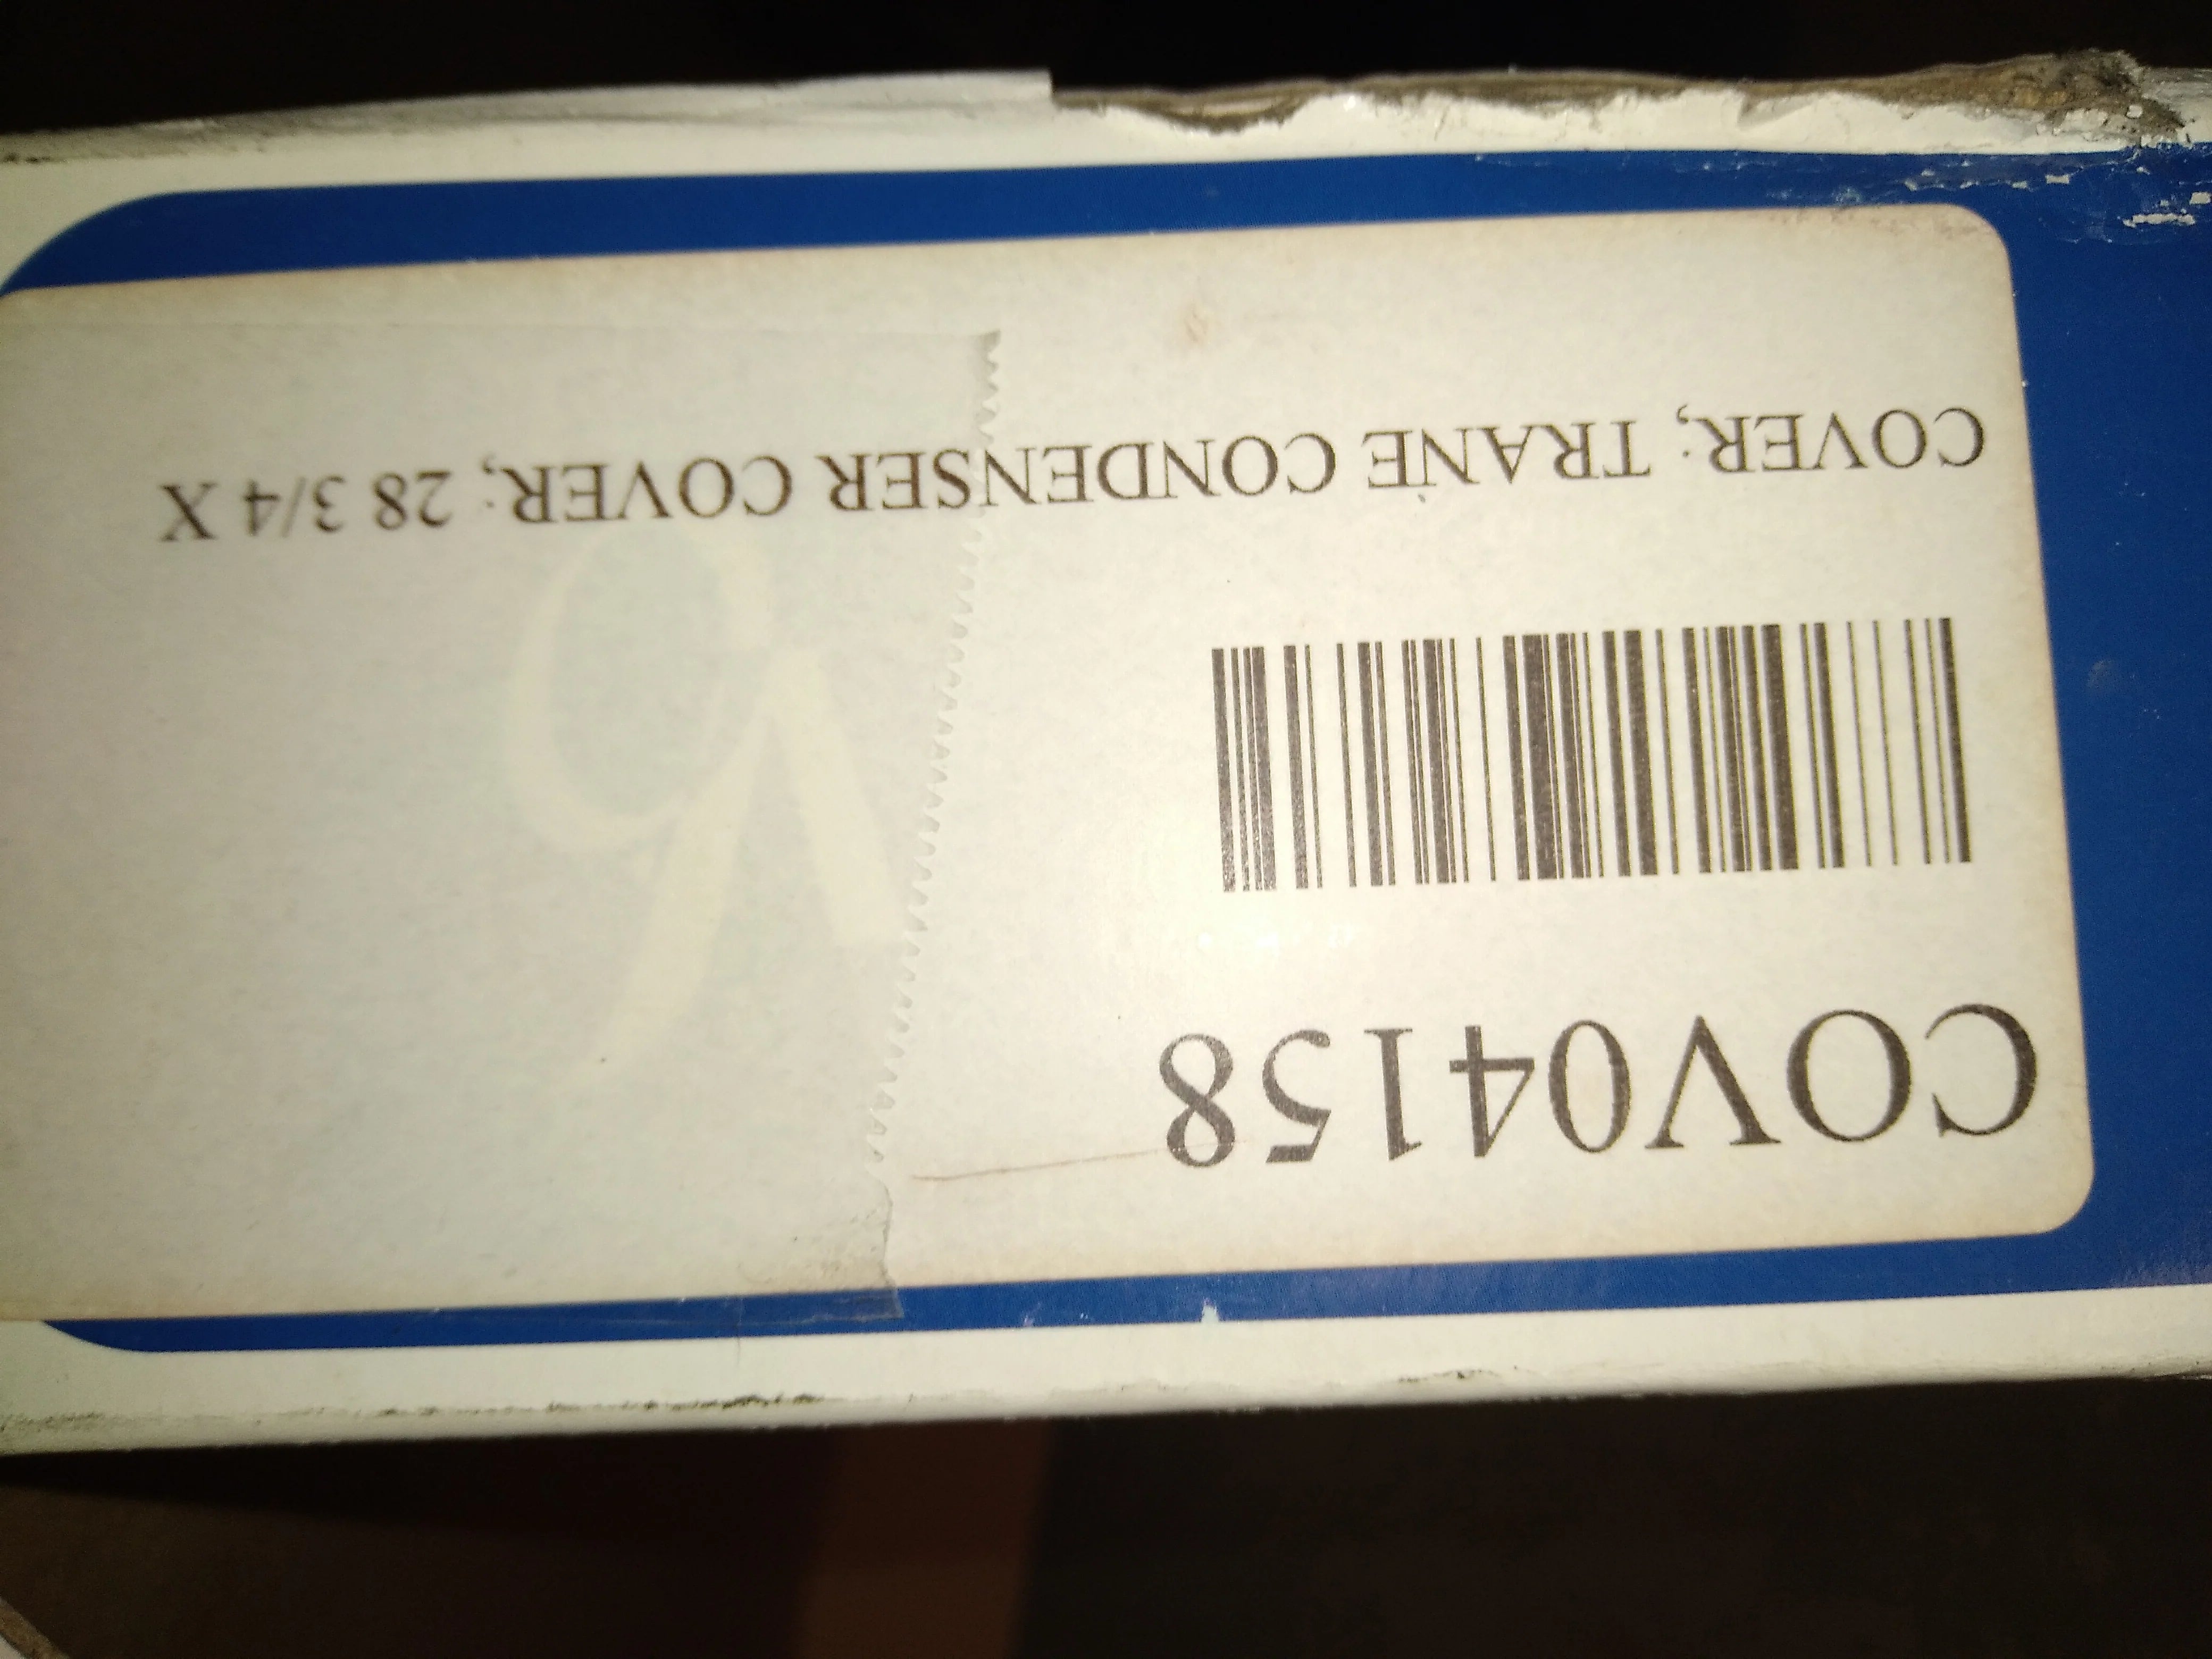 COV04158
COVER; TRANE CONDENSER COVER; 28 3/4 X